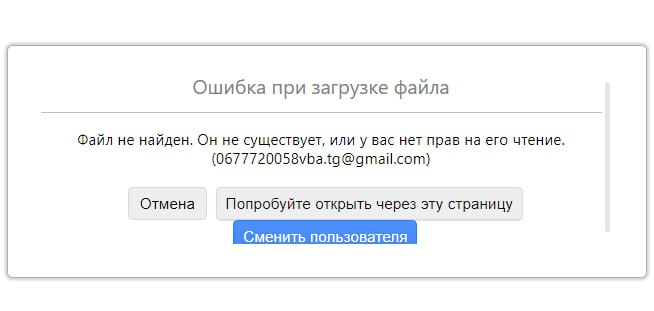 Ошибка при загрузке файла
Файл не найден. Он не существует, или у вас нет прав на его чтение.
(0677720058vba.tg@gmail.com)
Отмена
Попробуйте открыть через эту страницу
Сменить пользователя